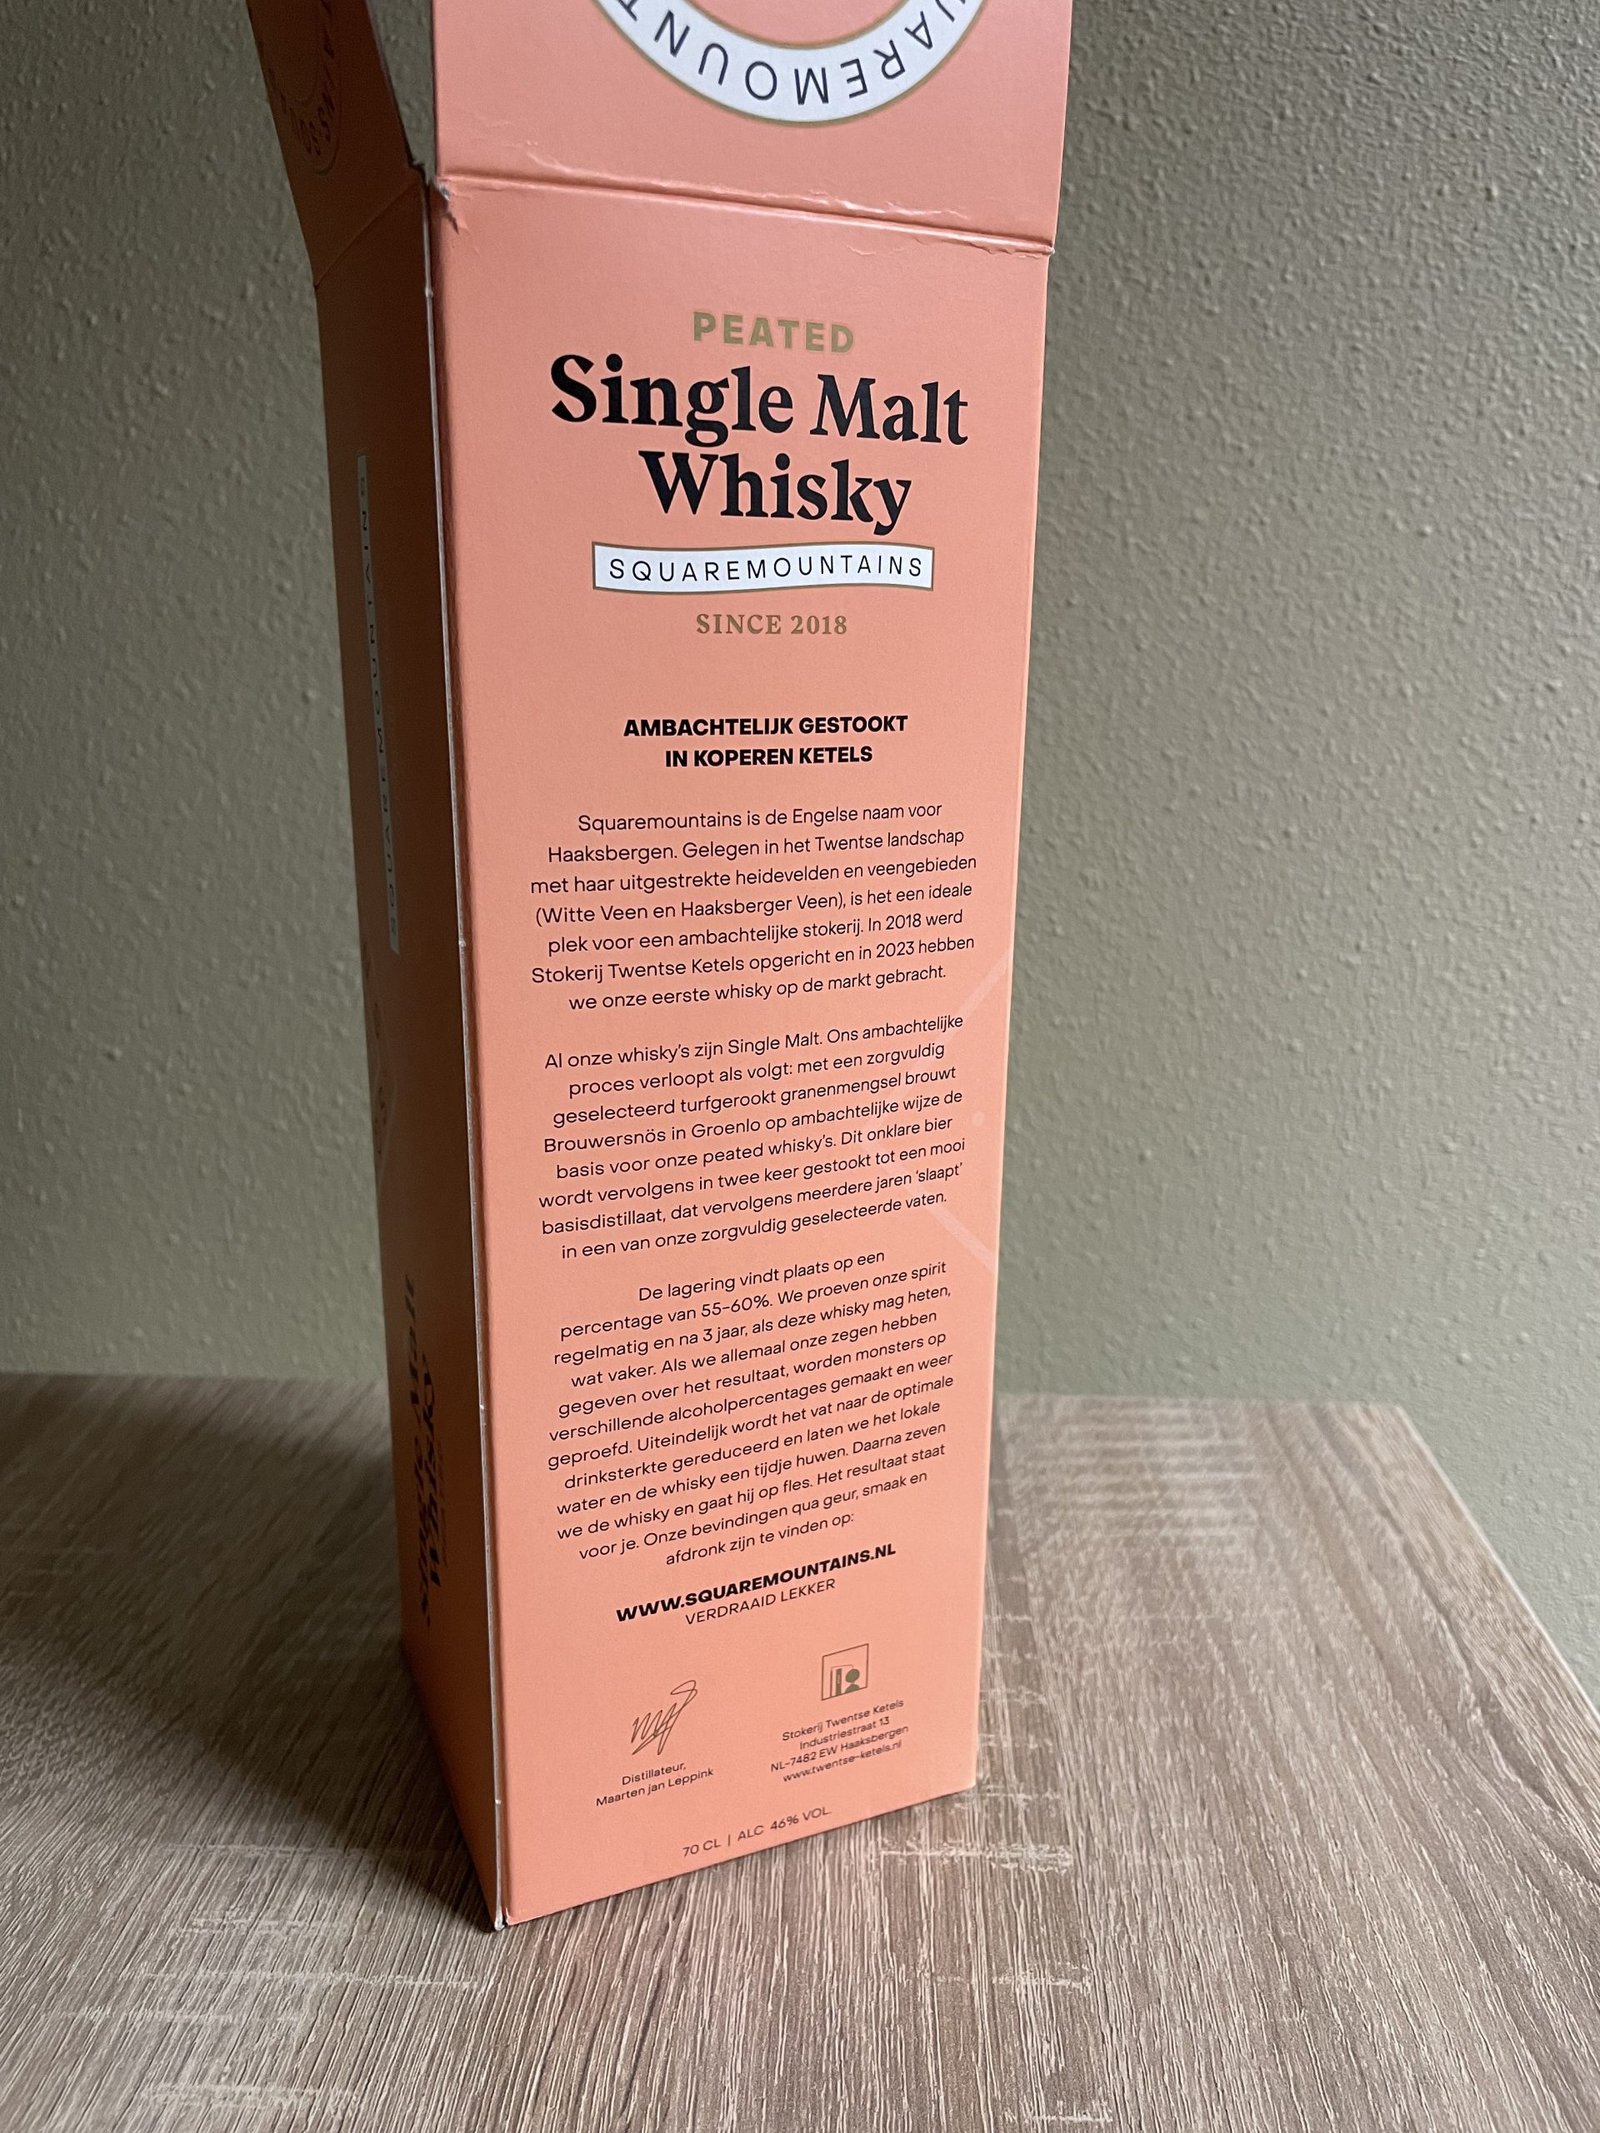 SQUAREMOUNTAINS
PEATED
Single Malt
Whisky
SQUAREMOUNTAINS
SINCE 2018
AMBACHTELIJK GESTOOKT
IN KOPEREN KETELS
Squaremountains is de Engelse naam voor
Haaksbergen. Gelegen in het Twentse landschap
met haar uitgestrekte heidevelden en veengebieden
(Witte Veen en Haaksberger Veen), is het een ideale
plek voor een ambachtelijke stokerij. In 2018 werd
Stokerij Twentse Ketels opgericht en in 2023 hebben
we onze eerste whisky op de markt gebracht.
Al onze whisky's zijn Single Malt. Ons ambachtelijke
proces verloopt als volgt: met een zorgvuldig
geselecteerd turfgerookt granenmengsel brouwt
Brouwersnös in Groenlo op ambachtelijke wijze de
basis voor onze peated whisky's. Dit onklare bier
wordt vervolgens in twee keer gestookt tot een mooi
basisdistillaat, dat vervolgens meerdere jaren 'slaapt'
in een van onze zorgvuldig geselecteerde vaten.
De lagering vindt plaats op een
percentage van 55-60%. We proeven onze spirit
regelmatig en na 3 jaar, als deze whisky mag heten,
wat vaker. Als we allemaal onze zegen hebben
gegeven over het resultaat, worden monsters op
verschillende alcoholpercentages gemaakt en weer
geproefd. Uiteindelijk wordt het vat naar de optimale
drinksterkte gereduceerd en laten we het lokale
water en de whisky een tijdje huwen. Daarna zeven
we de whisky en gaat hij op fles. Het resultaat staat
voor je. Onze bevindingen qua geur, smaak en
afdronk zijn te vinden op:
WWW.SQUAREMOUNTAINS.NL
VERDRAAID LEKKER
Distillateur,
Maarten jan Leppink
Stokerij Twentse Ketels
Industriestraat 13
NL-7482 EW Haaksbergen
www.twentse-ketels.nl
70 CL | ALC 46% VOL.